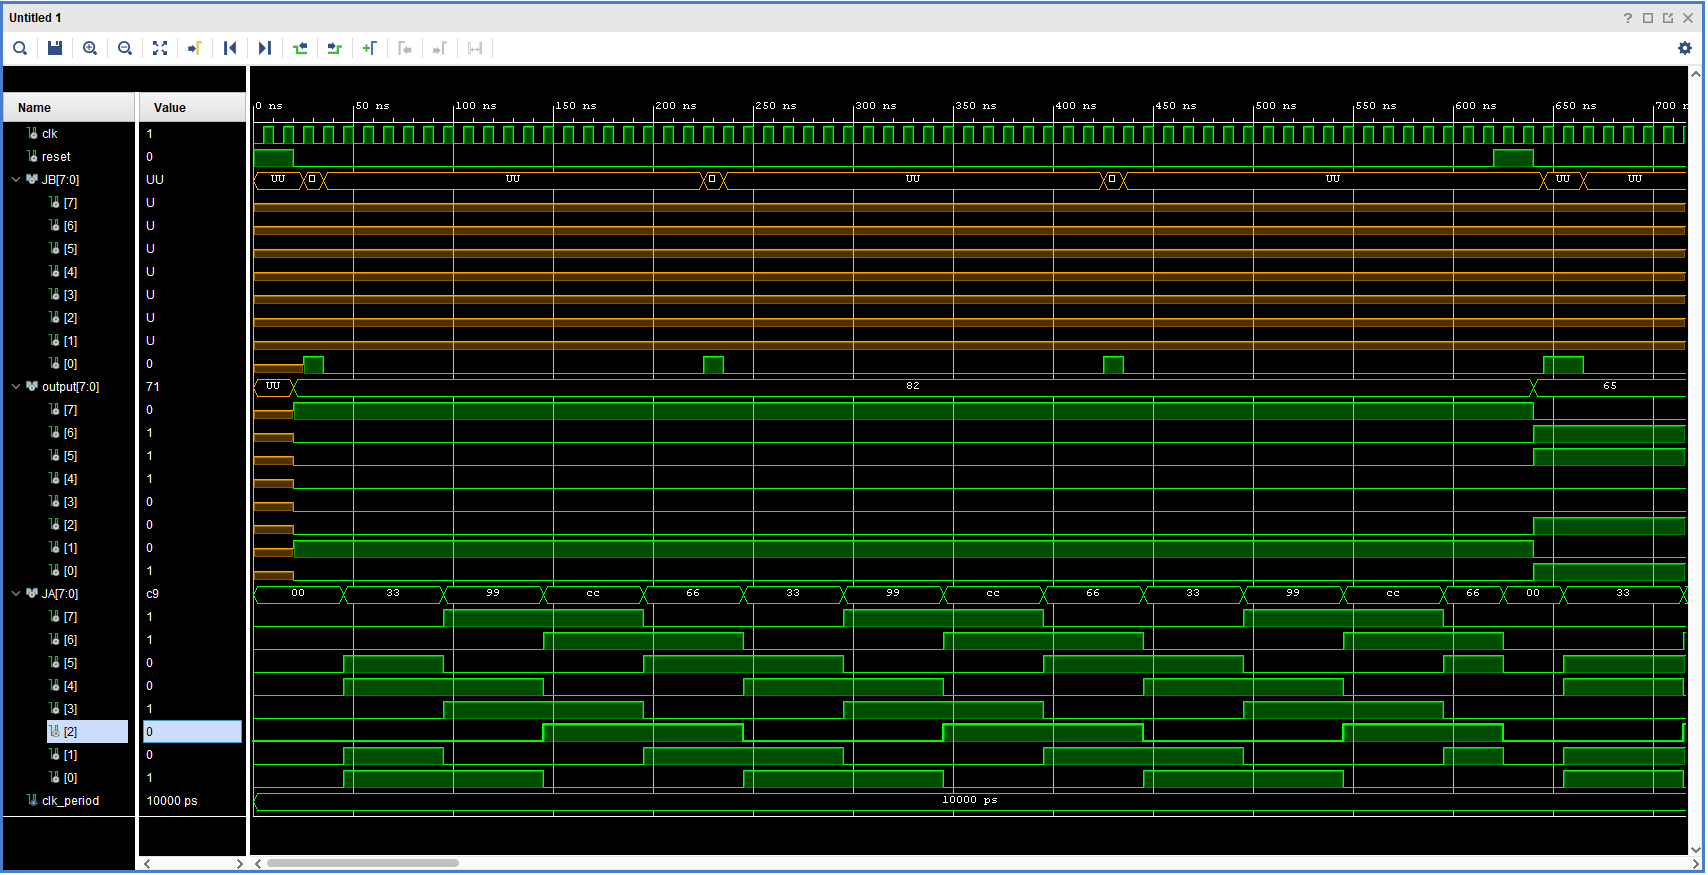 Untitled 1
Name Value
0 ns 50 ns 100 ns 150 ns 200 ns 250 ns 300 ns 350 ns 400 ns 450 ns 500 ns 550 ns 600 ns 650 ns 700 n
clk 1
reset 0
JB[7:0] UU UU UU UU UU UU UU
[7] U
[6] U
[5] U
[4] U
[3] U
[2] U
[1] U
[0] 0
output[7:0] 71 UU 82 65
[7] 0
[6] 1
[5] 1
[4] 1
[3] 0
[2] 0
[1] 0
[0] 1
JA[7:0] c9 00 33 99 cc 66 33 99 cc 66 33 99 cc 66 00 33
[7] 1
[6] 1
[5] 0
[4] 0
[3] 1
[2] 0
[1] 0
[0] 1
clk_period 10000 ps 10000 ps